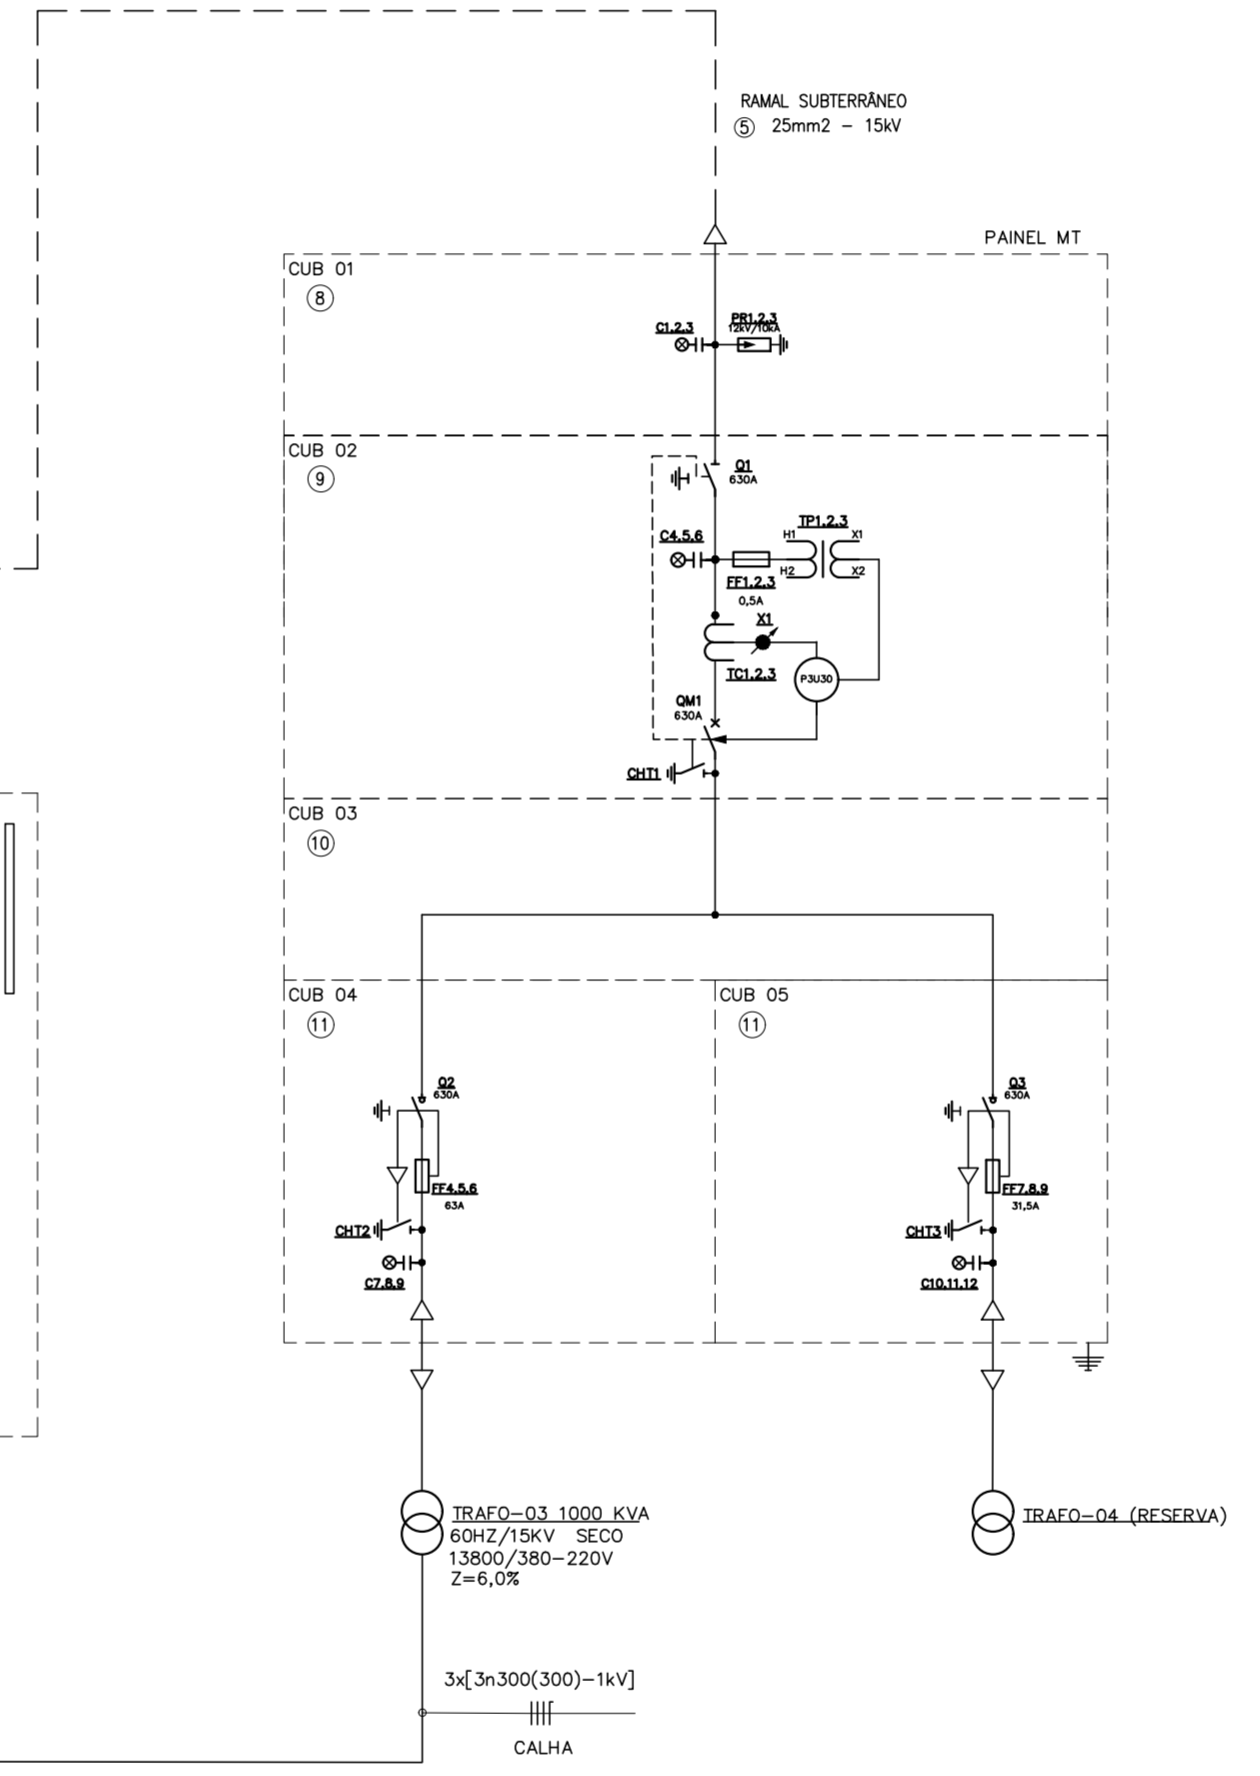 RAMAL SUBTERRÂNEO
5 25mm2 – 15kV
PAINEL MT
CUB 01
8
C1,2,3
PR1,2,3
12kV/10kA
CUB 02
9
Q1
630A
C4,5,6
TP1,2,3
H1
X1
H2
X2
FF1,2,3
0,5A
X1
TC1,2,3
P3U30
QM1
630A
CHT1
CUB 03
10
CUB 04
11
CUB 05
11
Q2
630A
FF4,5,6
63A
CHT2
C7,8,9
Q3
630A
FF7,8,9
31,5A
CHT3
C10,11,12
TRAFO–03 1000 KVA
60HZ/15KV SECO
13800/380–220V
Z=6,0%
TRAFO–04 (RESERVA)
3x[3n300(300)–1kV]
CALHA